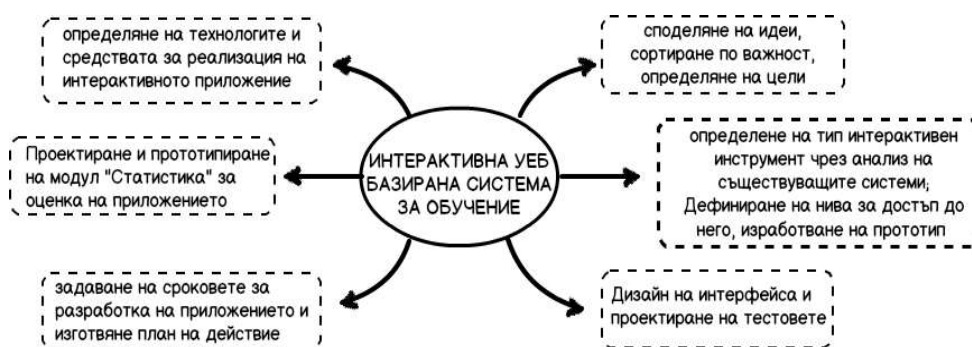 определяне на технологите и
средствата за реализация на
интерактивното приложение
споделяне на идеи,
сортиране по важност,
определяне на цели
Проектиране и прототипиране
на модул "Статистика" за
оценка на приложението
ИНТЕРАКТИВНА УЕБ
БАЗИРАНА СИСТЕМА
ЗА ОБУЧЕНИЕ
определене на тип интерактивен
инструмент чрез анализ на
съществуващите системи;
Дефиниране на нива за достъп до
него, изработване на прототип
задаване на сроковете за
разработка на приложението и
изготвяне план на действие
Дизайн на интерфейса и
проектиране на тестовете